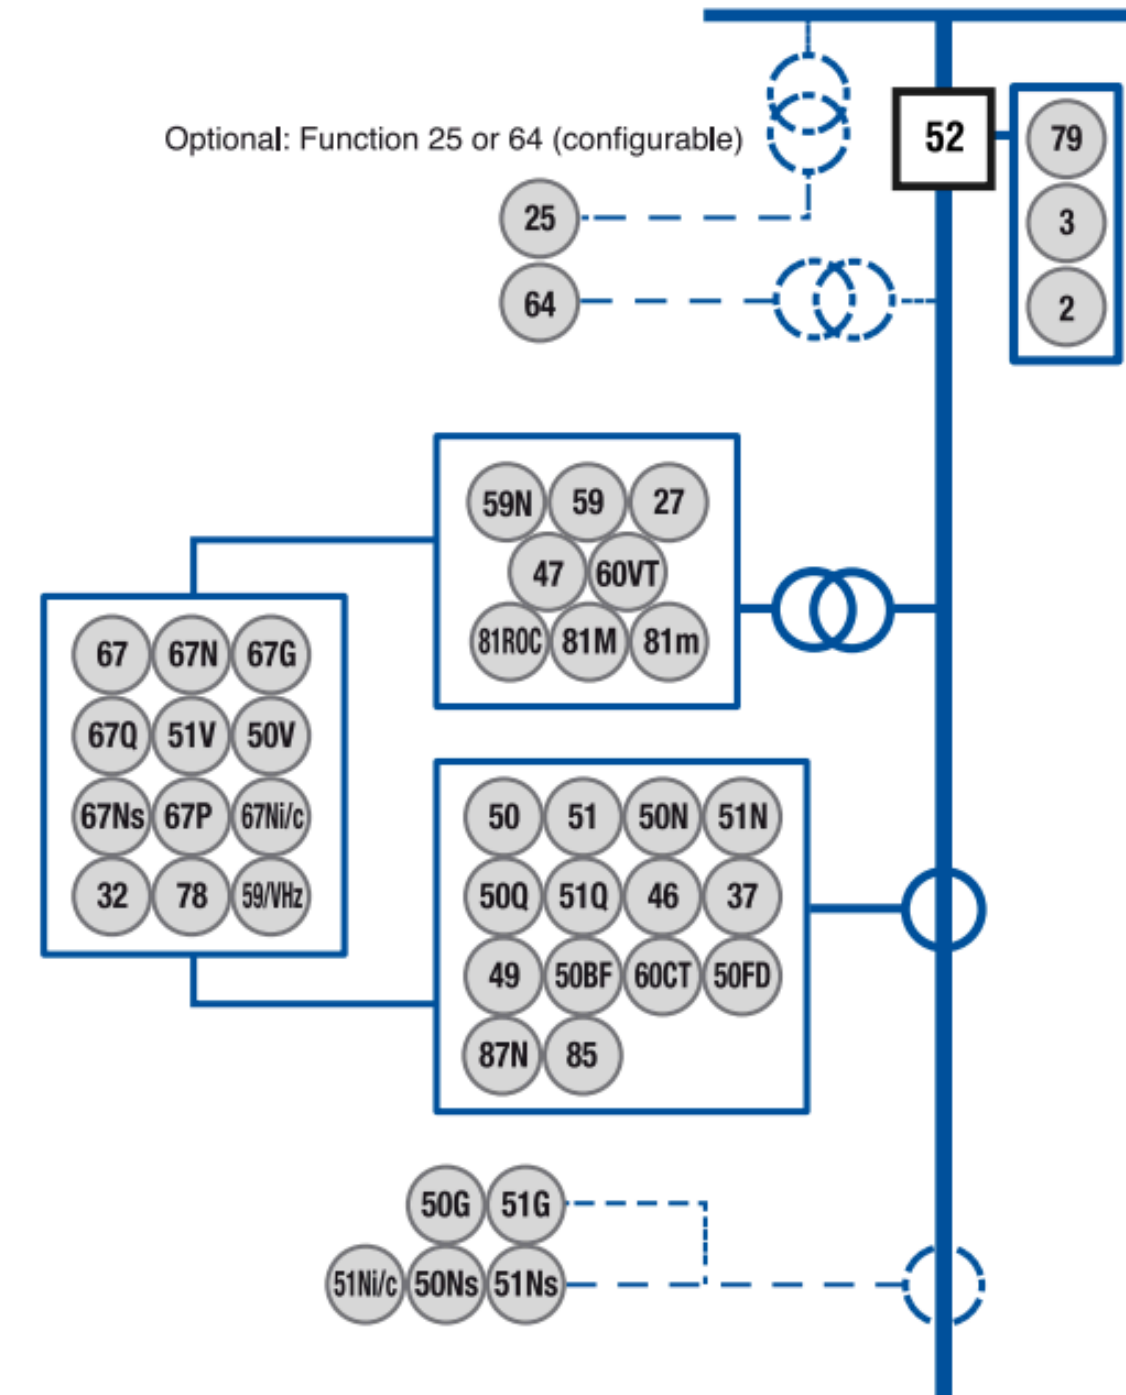 52
79
3
2
Optional: Function 25 or 64 (configurable)
25
64
59N 59 27
47 60VT
81ROC 81M 81m
67 67N 67G
67Q 51V 50V
67Ns 67P 67Ni/c
32 78 59/VHz
50 51 50N 51N
50Q 51Q 46 37
49 50BF 60CT 50FD
87N 85
50G 51G
51Ni/c 50Ns 51Ns